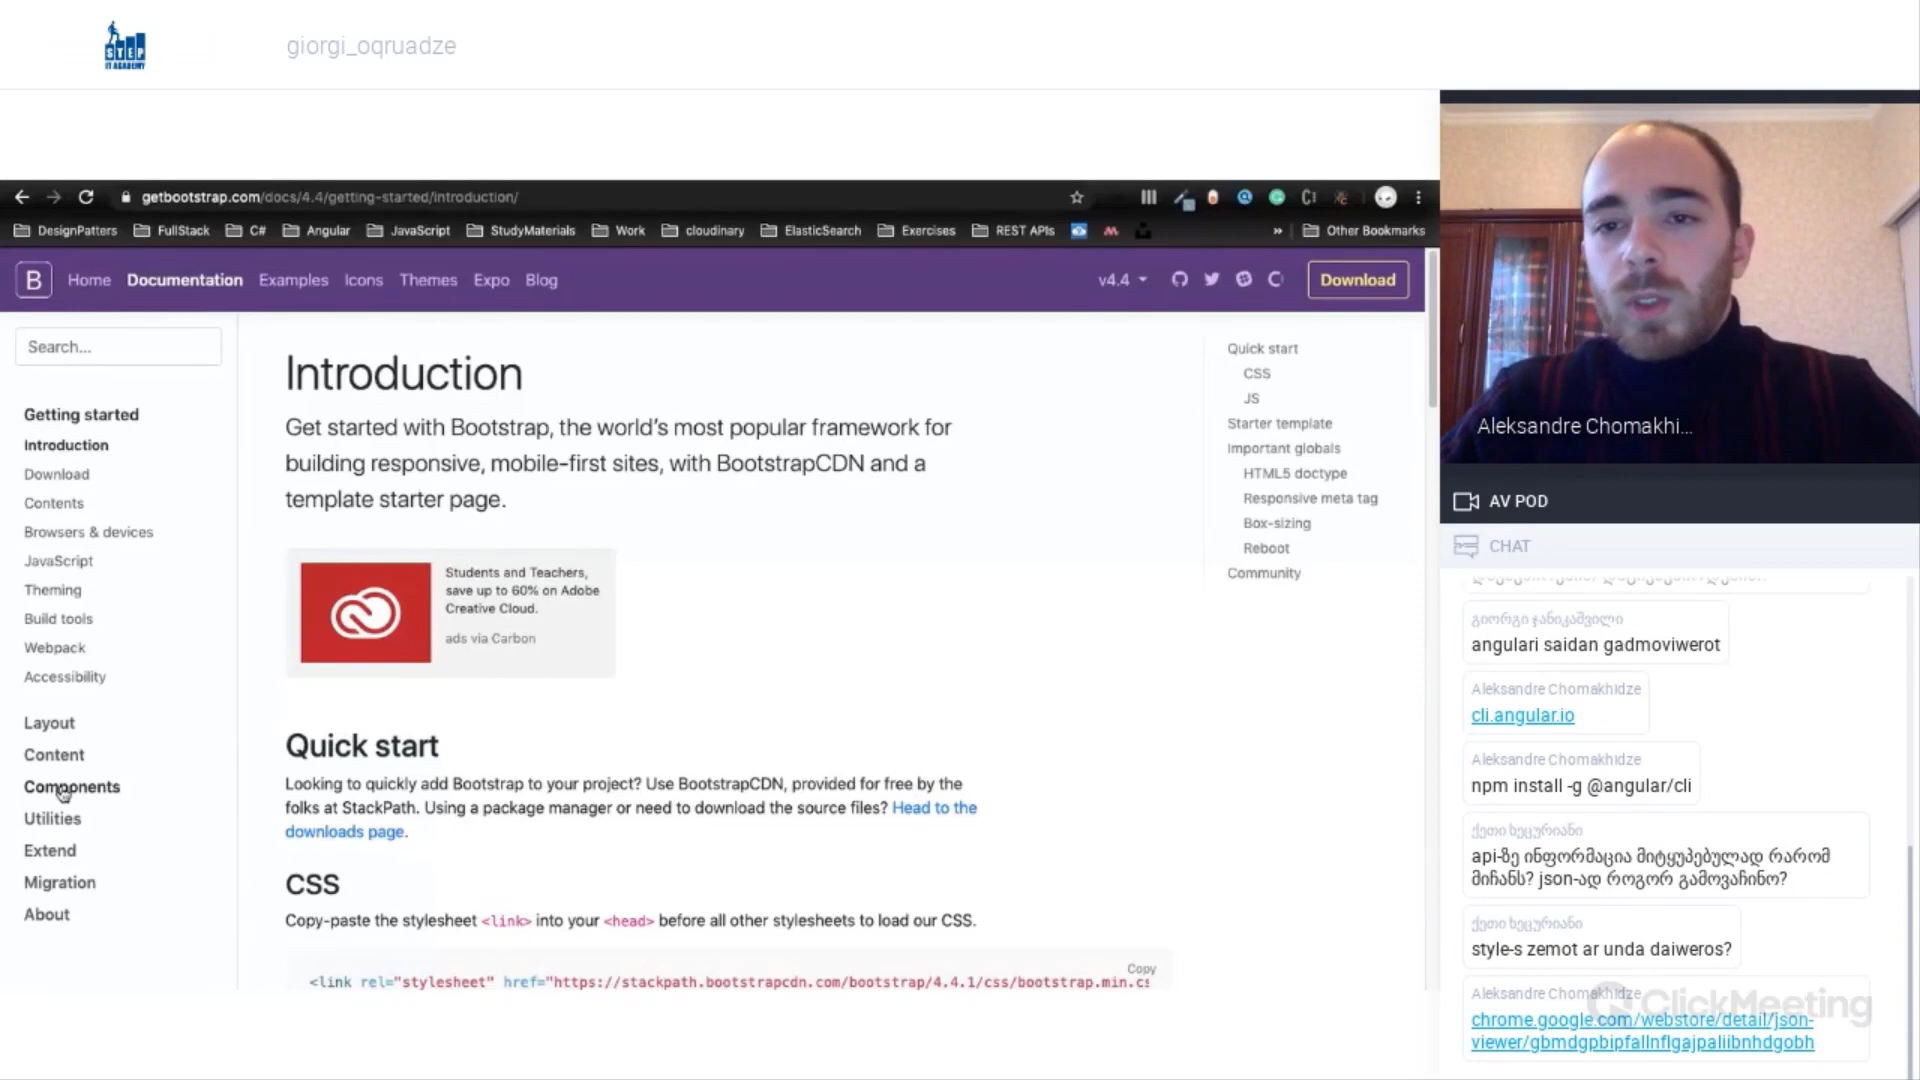 STEP
IT ACADEMY
giorgi_oqruadze
getbootstrap.com/docs/4.4/getting-started/introduction/
DesignPatters FullStack C# Angular JavaScript StudyMaterials Work cloudinary ElasticSearch Exercises REST APIs » Other Bookmarks
B Home Documentation Examples Icons Themes Expo Blog v4.4 Download
Search...
Getting started
Introduction
Download
Contents
Browsers & devices
JavaScript
Theming
Build tools
Webpack
Accessibility
Layout
Content
Components
Utilities
Extend
Migration
About
Introduction
Get started with Bootstrap, the world's most popular framework for
building responsive, mobile-first sites, with BootstrapCDN and a
template starter page.
Students and Teachers,
save up to 60% on Adobe
Creative Cloud.
ads via Carbon
Quick start
Looking to quickly add Bootstrap to your project? Use BootstrapCDN, provided for free by the
folks at StackPath. Using a package manager or need to download the source files? Head to the
downloads page.
CSS
Copy-paste the stylesheet <link> into your <head> before all other stylesheets to load our CSS.
Copy
<link rel="stylesheet" href="https://stackpath.bootstrapcdn.com/bootstrap/4.4.1/css/bootstrap.min.cs
Quick start
CSS
JS
Starter template
Important globals
HTML5 doctype
Responsive meta tag
Box-sizing
Reboot
Community
Aleksandre Chomakhi...
AV POD
CHAT
გიორგი ჯანიკაშვილი
angulari saidan gadmoviwerot
Aleksandre Chomakhidze
cli.angular.io
Aleksandre Chomakhidze
npm install -g @angular/cli
ქეთი ხეცურიანი
api-ზე ინფორმაცია მიტყუპებულად რარომ
მიჩანს? json-ად როგორ გამოვაჩინო?
ქეთი ხეცურიანი
style-s zemot ar unda daiweros?
Aleksandre Chomakhidze
chrome.google.com/webstore/detail/json-
viewer/gbmdgpbipfallnflgajpaliibnhdgobh
ClickMeeting